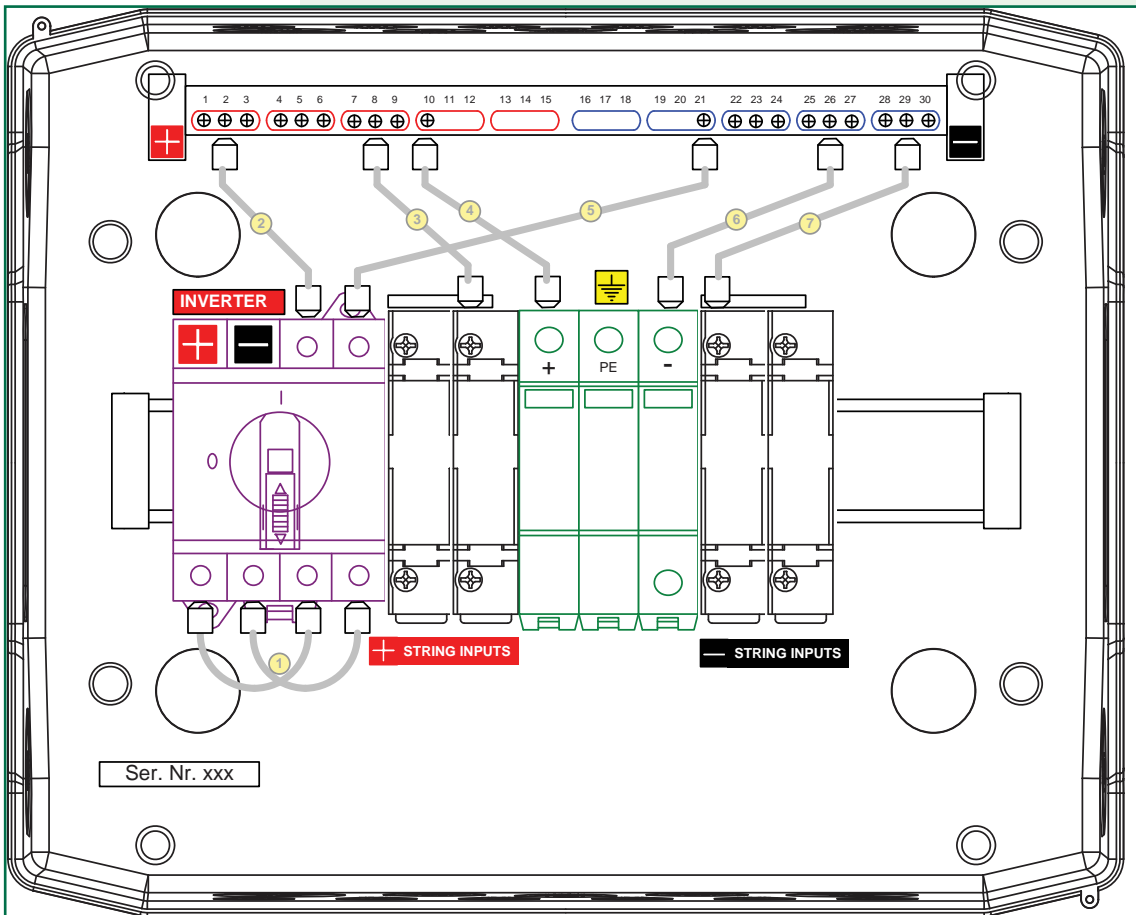 1 2 3 4 5 6 7 8 9 10 11 12 13 14 15 16 17 18 19 20 21 22 23 24 25 26 27 28 29 30
+ −
2 3 4 5 6 7
INVERTER
+ −
+ PE -
I
O
1
+ STRING INPUTS
− STRING INPUTS
Ser. Nr. xxx